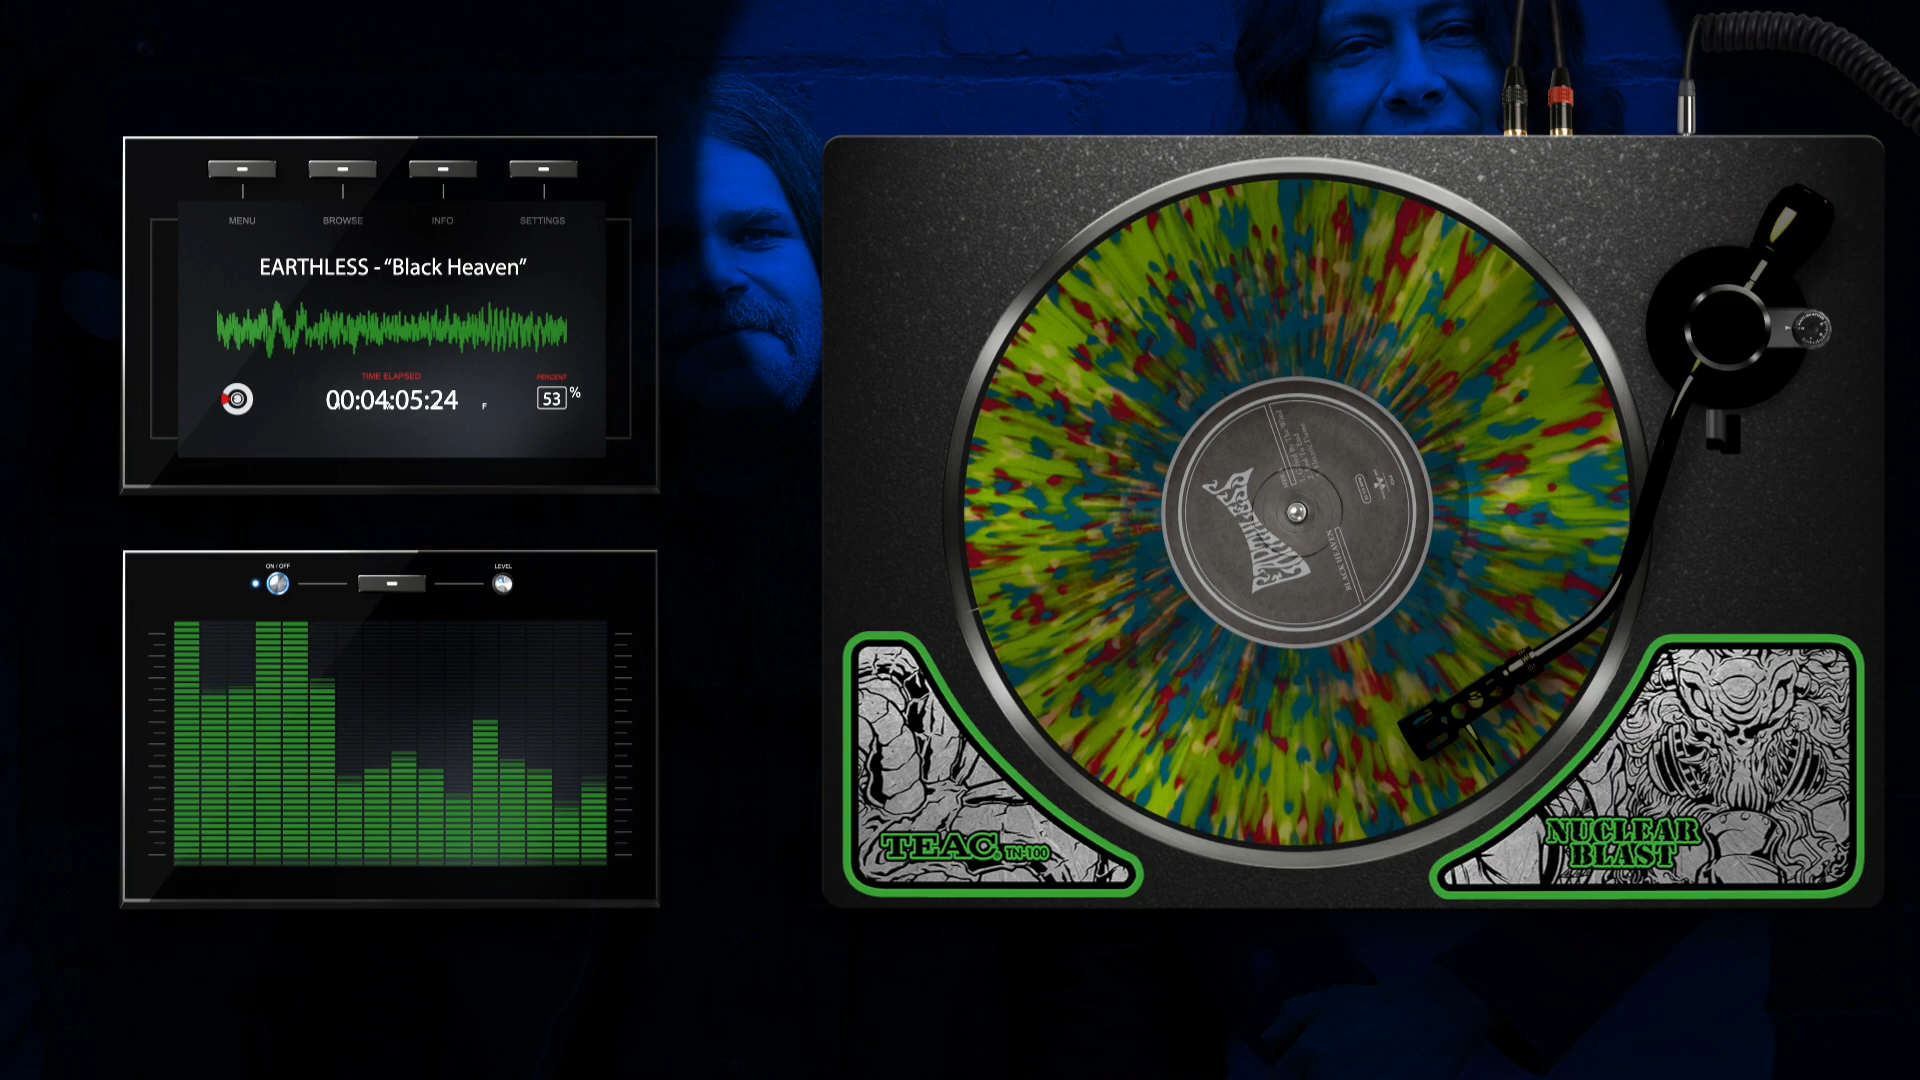 MENU
BROWSE
INFO
SETTINGS
EARTHLESS - “Black Heaven”
TIME ELAPSED
00:04:05:24
F
PERCENT
53 %
ON / OFF
LEVEL
EARTHLESS
BLACK HEAVEN
TEAC TN-100
NUCLEAR
BLAST